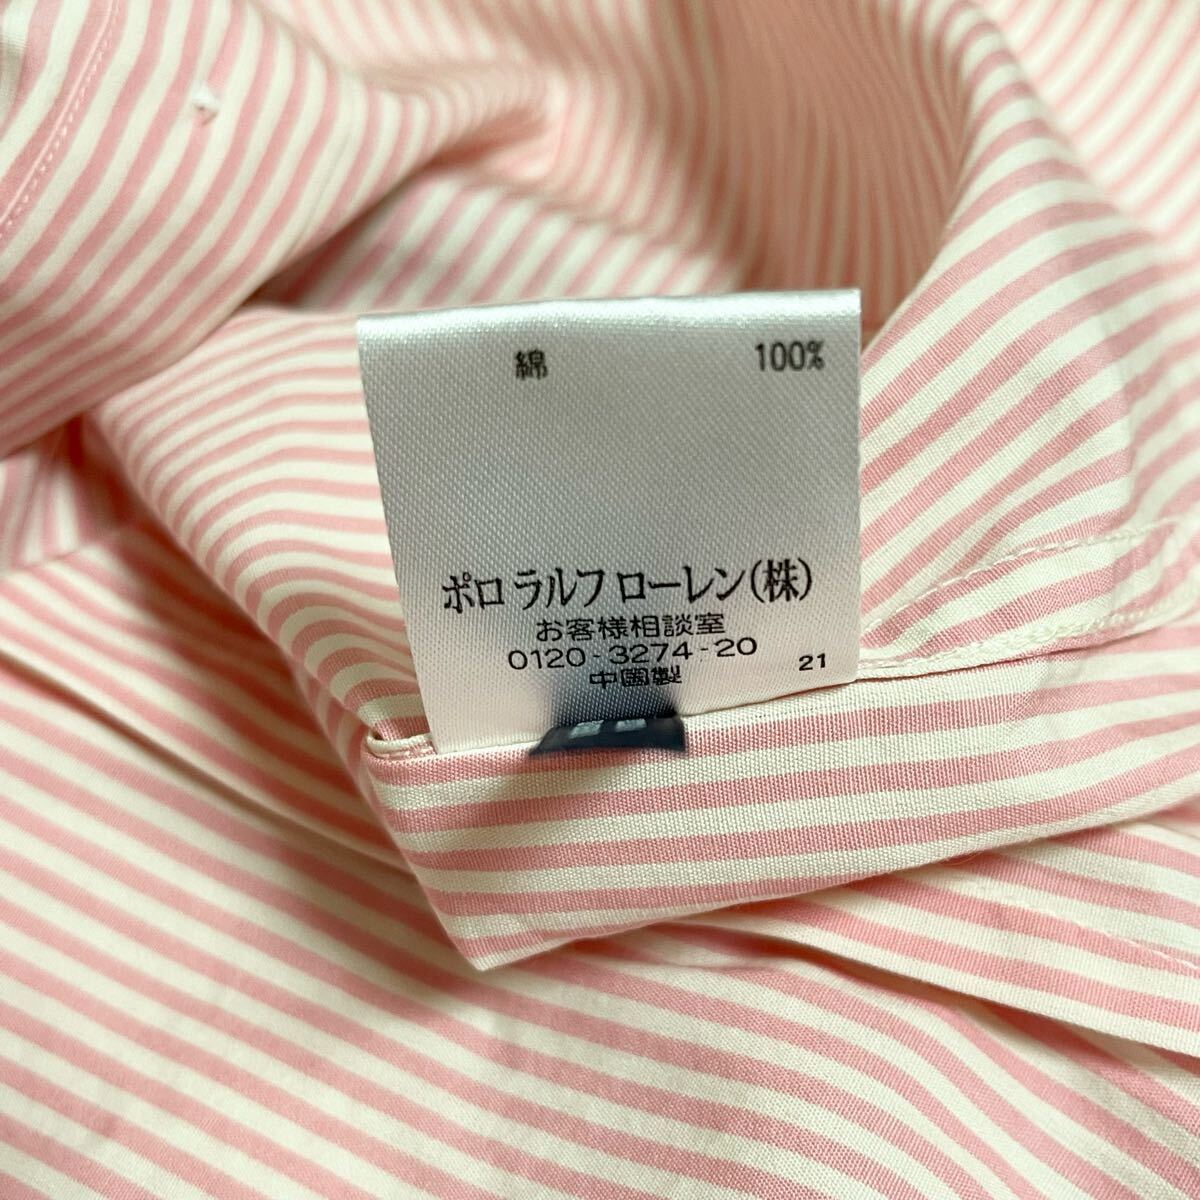 綿 100%
ポロ ラルフ ローレン(株)
お客様相談室
0120-3274-20
中国製 21